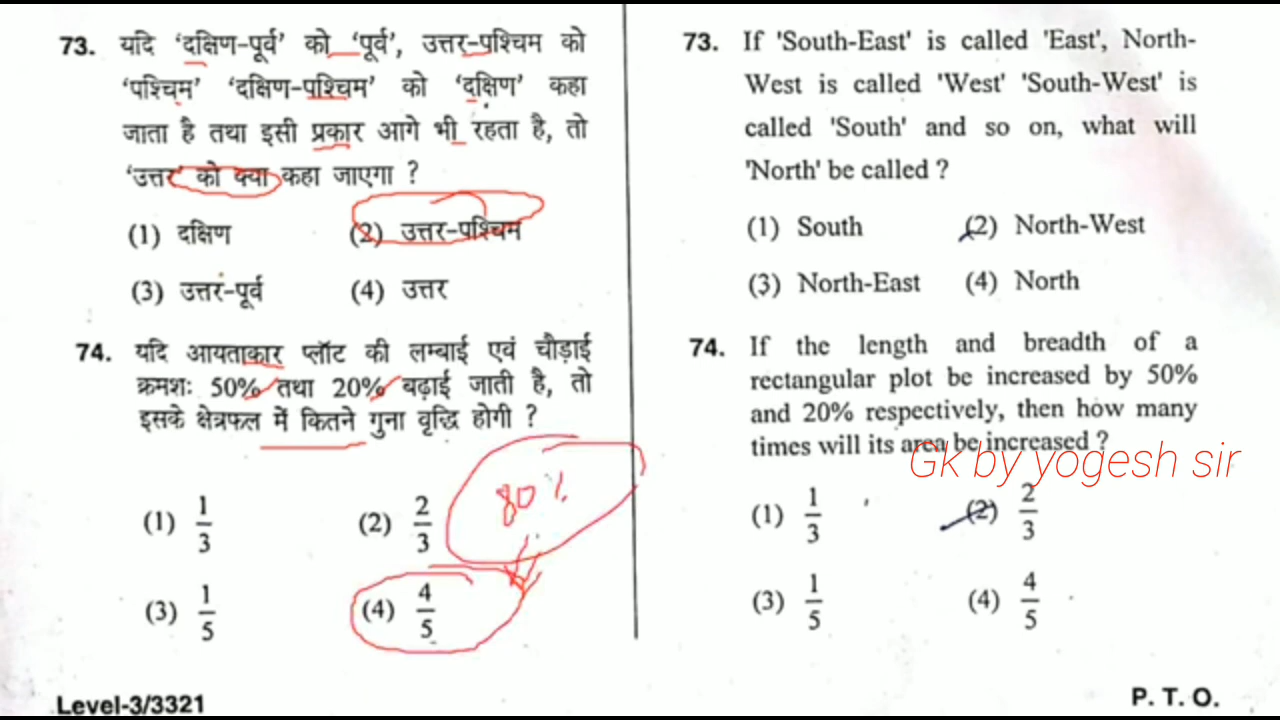 73. यदि 'दक्षिण-पूर्व' को 'पूर्व', उत्तर-पश्चिम को
'पश्चिम' 'दक्षिण-पश्चिम' को 'दक्षिण' कहा
जाता है तथा इसी प्रकार आगे भी रहता है, तो
'उत्तर' को क्या कहा जाएगा ?
(1) दक्षिण (2) उत्तर-पश्चिम
(3) उत्तर-पूर्व (4) उत्तर
74. यदि आयताकार प्लॉट की लम्बाई एवं चौड़ाई
क्रमशः 50% तथा 20% बढ़ाई जाती है, तो
इसके क्षेत्रफल में कितने गुना वृद्धि होगी ?
80%
(1) 1/3 (2) 2/3
(3) 1/5 (4) 4/5
Level-3/3321
73. If 'South-East' is called 'East', North-
West is called 'West' 'South-West' is
called 'South' and so on, what will
'North' be called ?
(1) South (2) North-West
(3) North-East (4) North
74. If the length and breadth of a
rectangular plot be increased by 50%
and 20% respectively, then how many
times will its area be increased ?
Gk by yogesh sir
(1) 1/3 (2) 2/3
(3) 1/5 (4) 4/5
P. T. O.